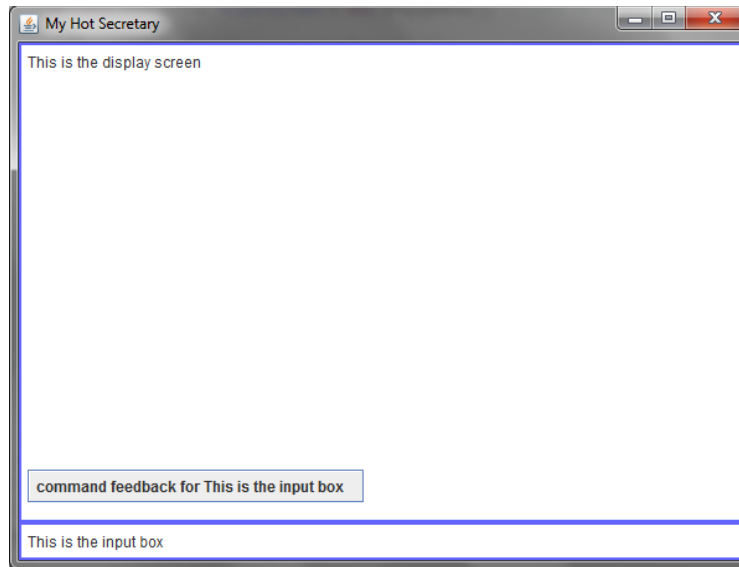 My Hot Secretary
This is the display screen
command feedback for This is the input box
This is the input box